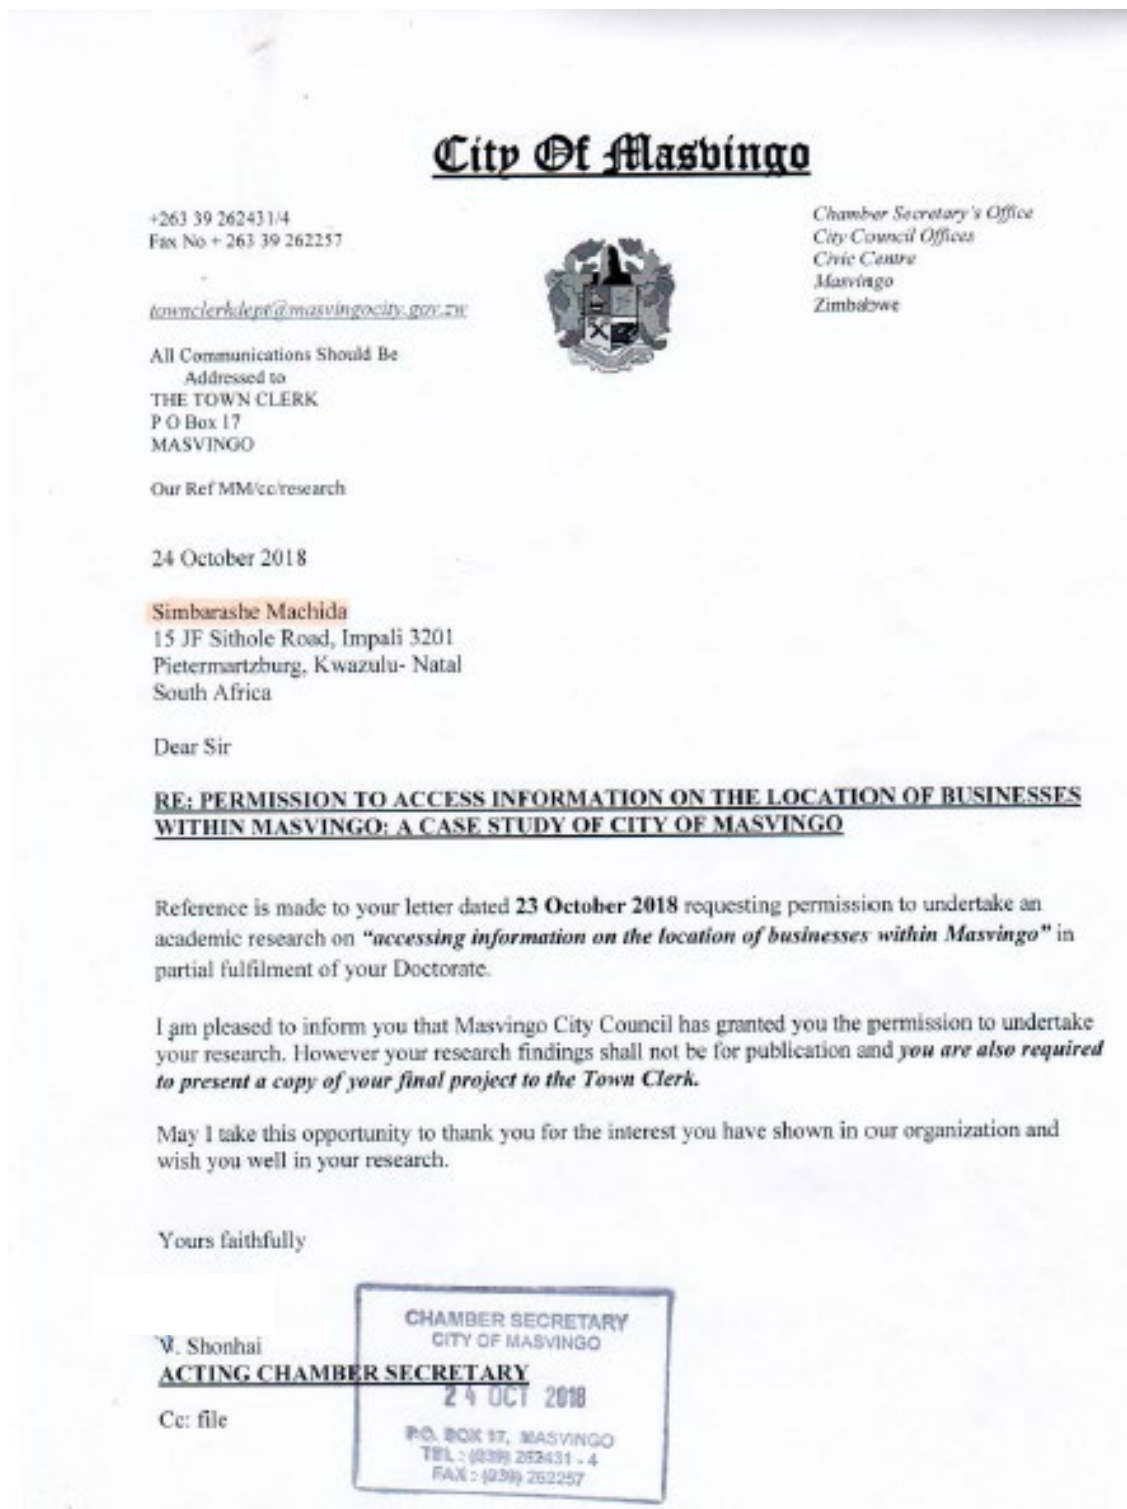 City Of Masvingo
+263 39 262431/4
Fax No + 263 39 262257
townclerkdept@masvingocity.gov.zw
All Communications Should Be
Addressed to
THE TOWN CLERK
P O Box 17
MASVINGO
Our Ref MM/cc/research
Chamber Secretary's Office
City Council Offices
Civic Centre
Masvingo
Zimbabwe
24 October 2018
Simbarashe Machida
15 JF Sithole Road, Impali 3201
Pietermartzburg, Kwazulu- Natal
South Africa
Dear Sir
RE: PERMISSION TO ACCESS INFORMATION ON THE LOCATION OF BUSINESSES
WITHIN MASVINGO: A CASE STUDY OF CITY OF MASVINGO
Reference is made to your letter dated 23 October 2018 requesting permission to undertake an
academic research on “accessing information on the location of businesses within Masvingo” in
partial fulfilment of your Doctorate.
I am pleased to inform you that Masvingo City Council has granted you the permission to undertake
your research. However your research findings shall not be for publication and you are also required
to present a copy of your final project to the Town Clerk.
May I take this opportunity to thank you for the interest you have shown in our organization and
wish you well in your research.
Yours faithfully
Shonhai
ACTING CHAMBER SECRETARY
Cc: file
CHAMBER SECRETARY
CITY OF MASVINGO
24 OCT 2018
P.O. BOX 17, MASVINGO
TEL : (039) 262431 - 4
FAX : (039) 262257